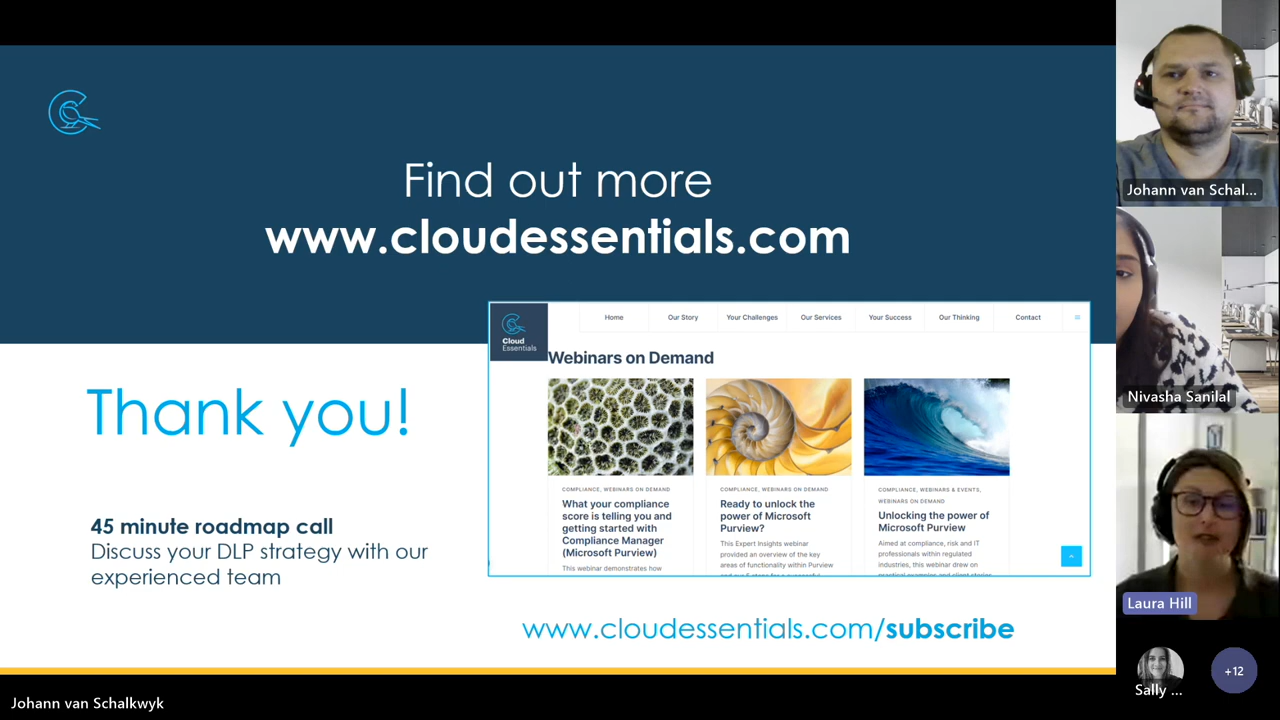 Find out more
www.cloudessentials.com
Cloud
Essentials
Home
Our Story
Your Challenges
Our Services
Your Success
Our Thinking
Contact
Webinars on Demand
COMPLIANCE, WEBINARS ON DEMAND
What your compliance
score is telling you and
getting started with
Compliance Manager
(Microsoft Purview)
This webinar demonstrates how
COMPLIANCE, WEBINARS ON DEMAND
Ready to unlock the
power of Microsoft
Purview?
This Expert Insights webinar
provided an overview of the key
areas of functionality within Purview
COMPLIANCE, WEBINARS & EVENTS,
WEBINARS ON DEMAND
Unlocking the power of
Microsoft Purview
Aimed at compliance, risk and IT
professionals within regulated
industries, this webinar drew on
practical examples and client stories
Thank you!
45 minute roadmap call
Discuss your DLP strategy with our
experienced team
www.cloudessentials.com/subscribe
Johann van Schal...
Nivasha Sanilal
Laura Hill
Sally ...
+12
Johann van Schalkwyk